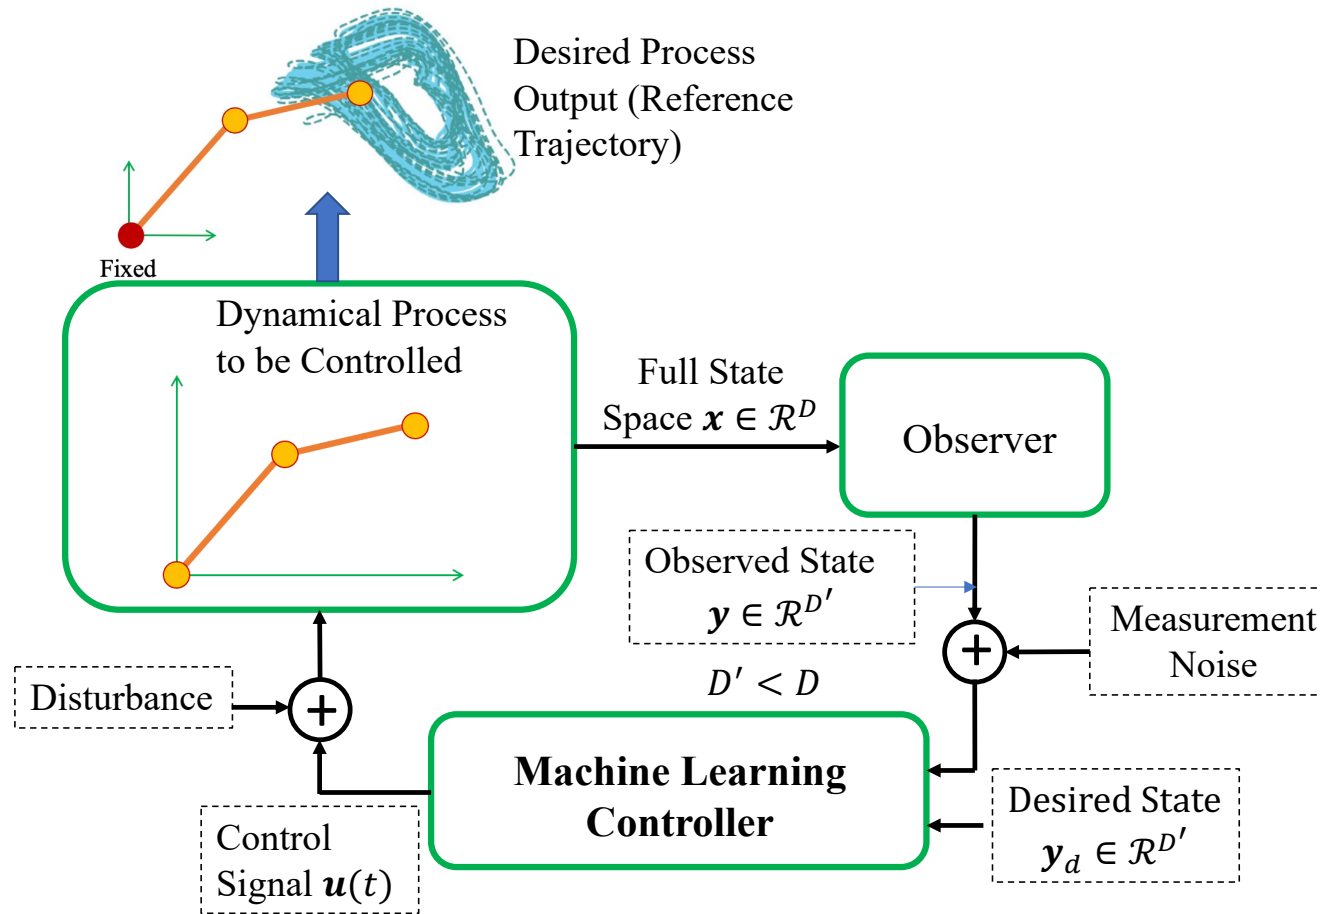 Desired Process
Output (Reference
Trajectory)
Fixed
Dynamical Process
to be Controlled
Full State
Space 𝒙 ∈ ℛ^D
Observer
Observed State
𝒚 ∈ ℛ^D′
Measurement
Noise
D′ < D
Disturbance
Machine Learning
Controller
Desired State
𝒚_d ∈ ℛ^D′
Control
Signal 𝒖(t)